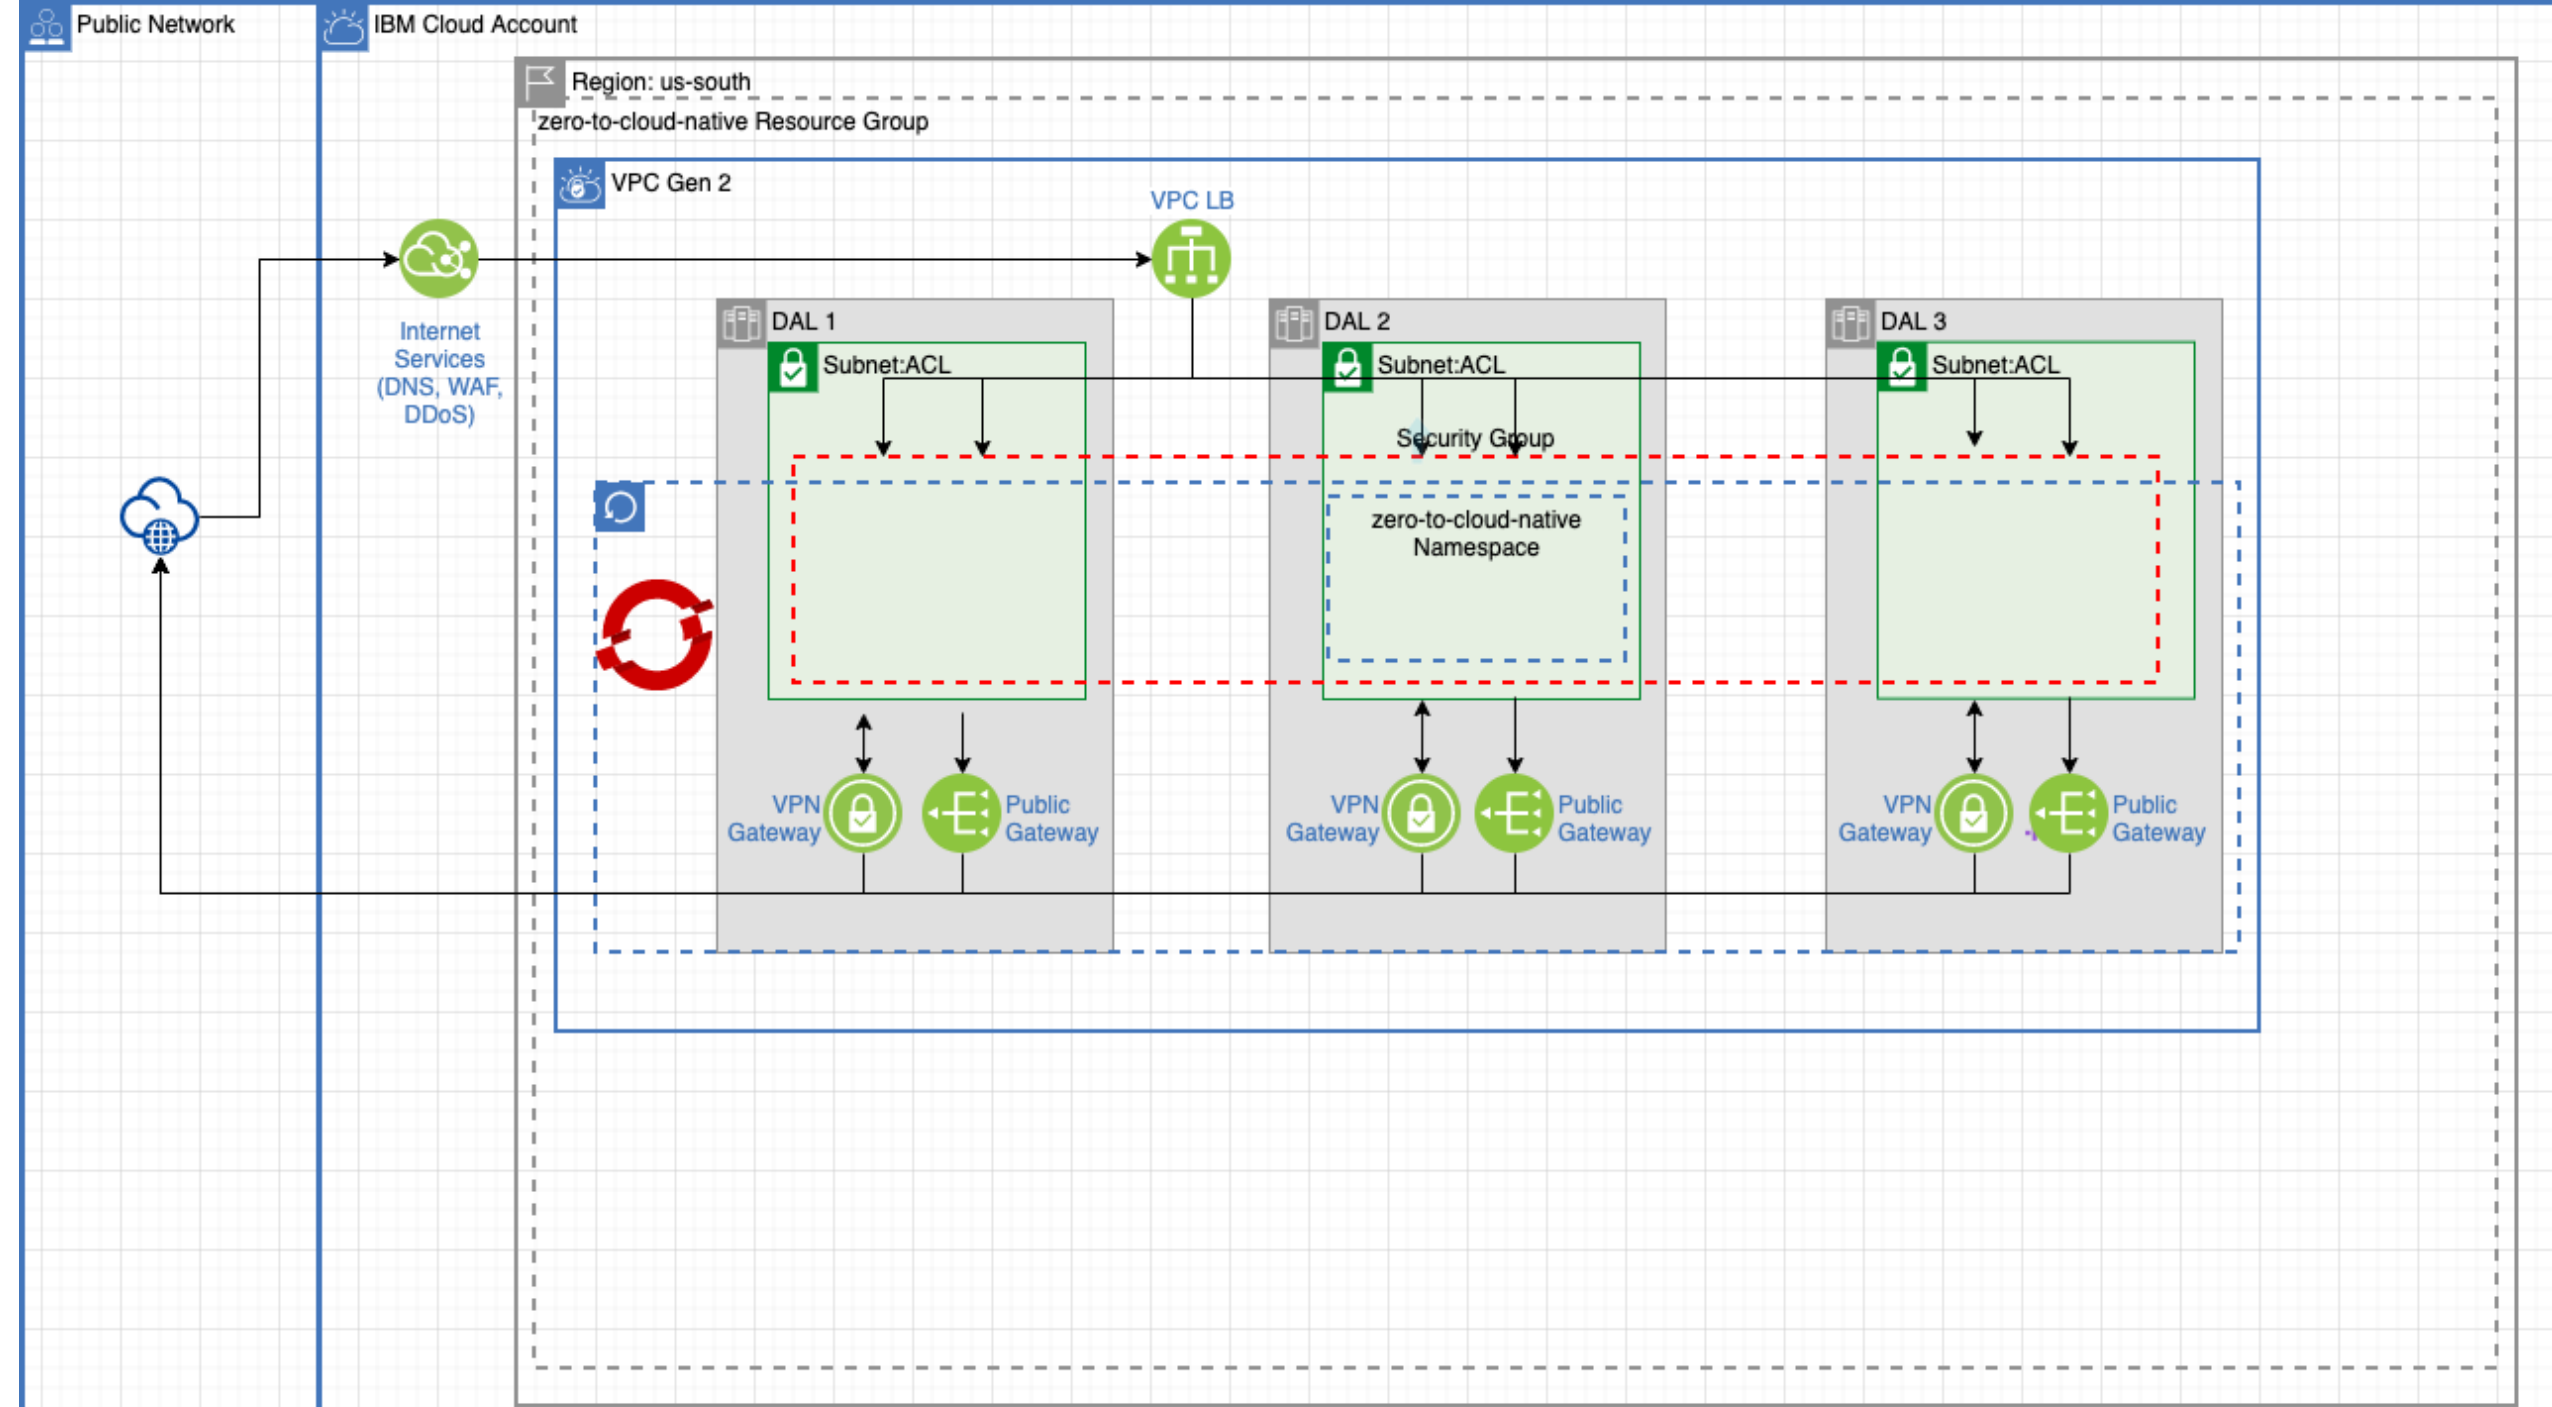 Public Network
IBM Cloud Account
Region: us-south
zero-to-cloud-native Resource Group
VPC Gen 2
VPC LB
Internet
Services
(DNS, WAF,
DDoS)
DAL 1
Subnet:ACL
DAL 2
Subnet:ACL
DAL 3
Subnet:ACL
Security Group
zero-to-cloud-native
Namespace
VPN
Gateway
Public
Gateway
VPN
Gateway
Public
Gateway
VPN
Gateway
Public
Gateway